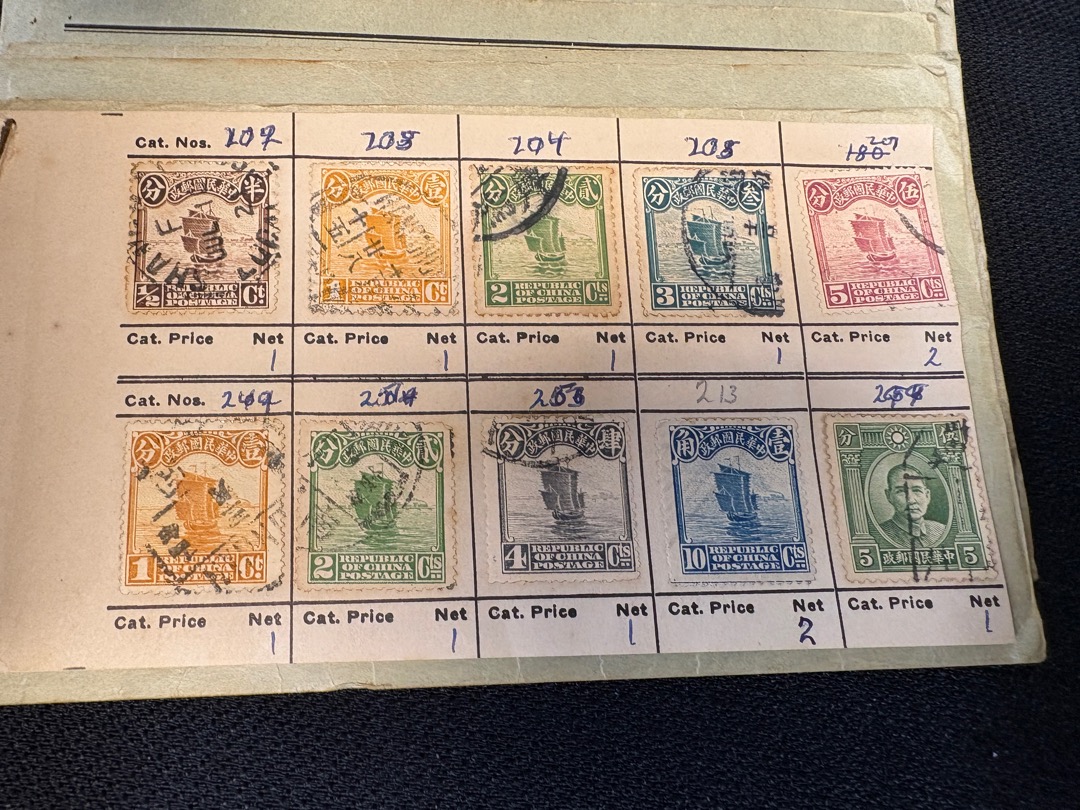 Cat. Nos. 203 204
Cat. Price Net Cat. Price Net Cat. Price Net Cat. Price Net Cat. Price Net
1 1 1 1 2
Cat. Nos. 213
Cat. Price Net Cat. Price Net Cat. Price Net Cat. Price Net Cat. Price Net
1 1 1 2 1
分 中華民國郵政 半
1/2 REPUBLIC OF CHINA POSTAGE Ct
分 中華民國郵政 壹
1 REPUBLIC OF CHINA POSTAGE Ct
分 中華民國郵政 貳
2 REPUBLIC OF CHINA POSTAGE Cts
分 中華民國郵政 叁
3 REPUBLIC OF CHINA POSTAGE Cts
分 中華民國郵政 伍
5 REPUBLIC OF CHINA POSTAGE Cts
分 中華民國郵政 壹
1 REPUBLIC OF CHINA POSTAGE Ct
分 中華民國郵政 貳
2 REPUBLIC OF CHINA POSTAGE Cts
分 中華民國郵政 肆
4 REPUBLIC OF CHINA POSTAGE Cts
角 中華民國郵政 壹
10 REPUBLIC OF CHINA POSTAGE Cts
分 伍
5 中華民國郵政 5